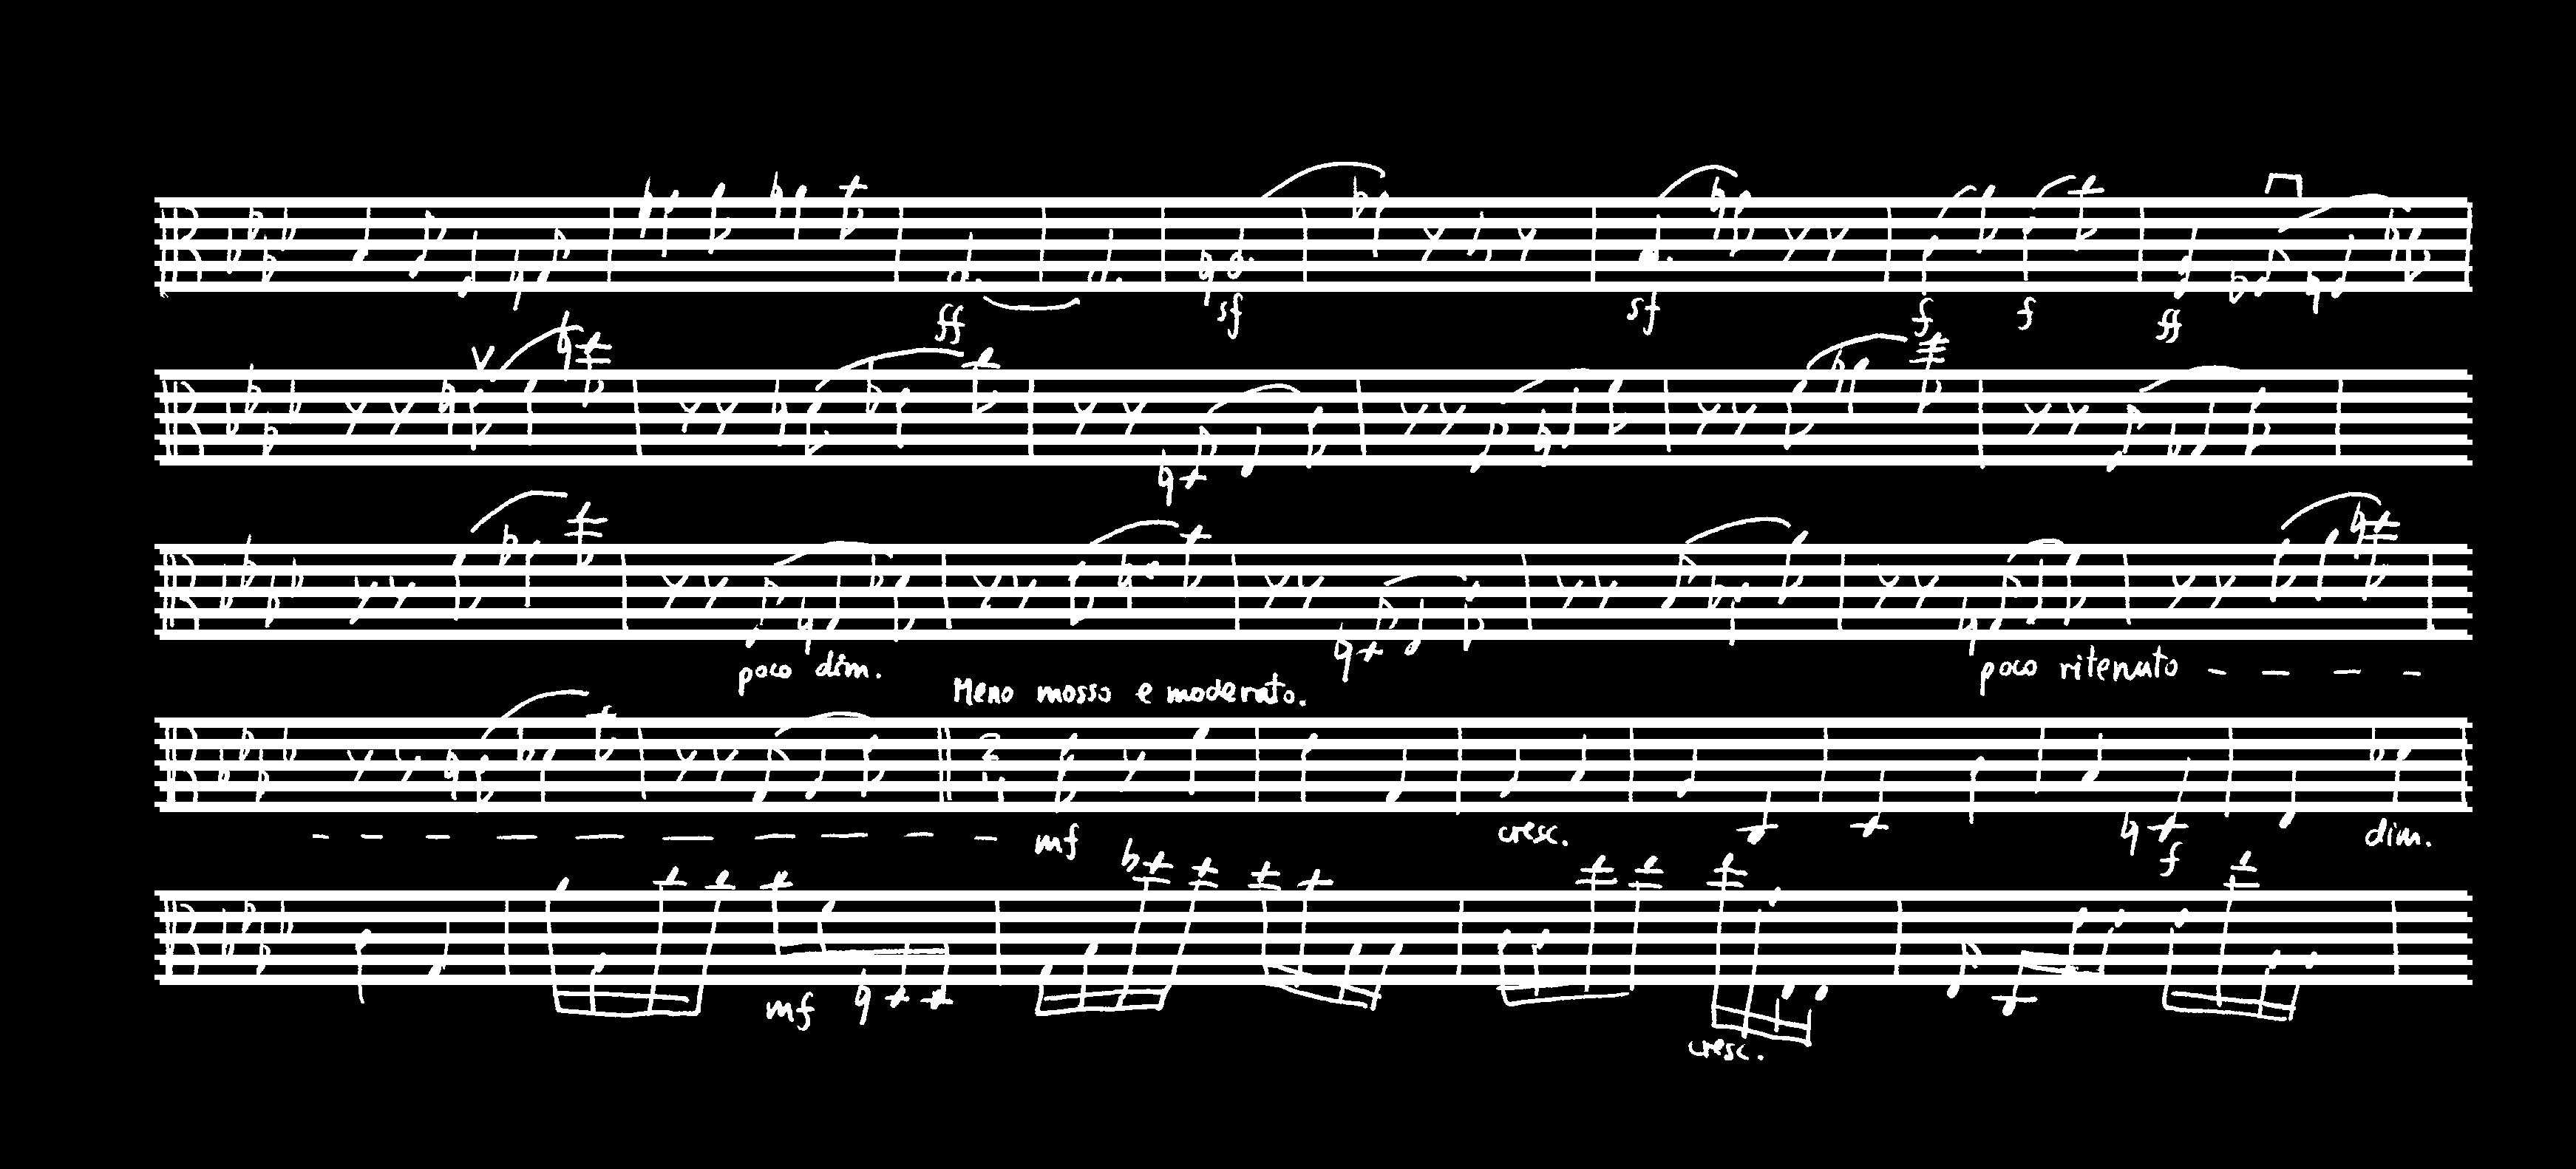 ff sf sf f f ff
poco dim. poco ritenuto
Meno mosso e moderato.
mf cresc. f dim.
mf cresc.